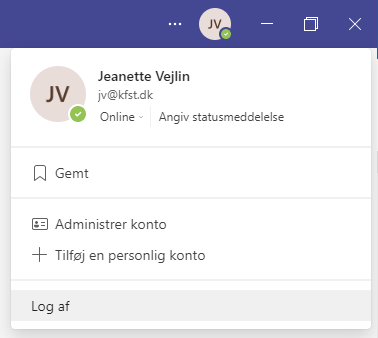 JV
JV
Jeanette Vejlin
jv@kfst.dk
Online Angiv statusmeddelelse
Gemt
Administrer konto
Tilføj en personlig konto
Log af